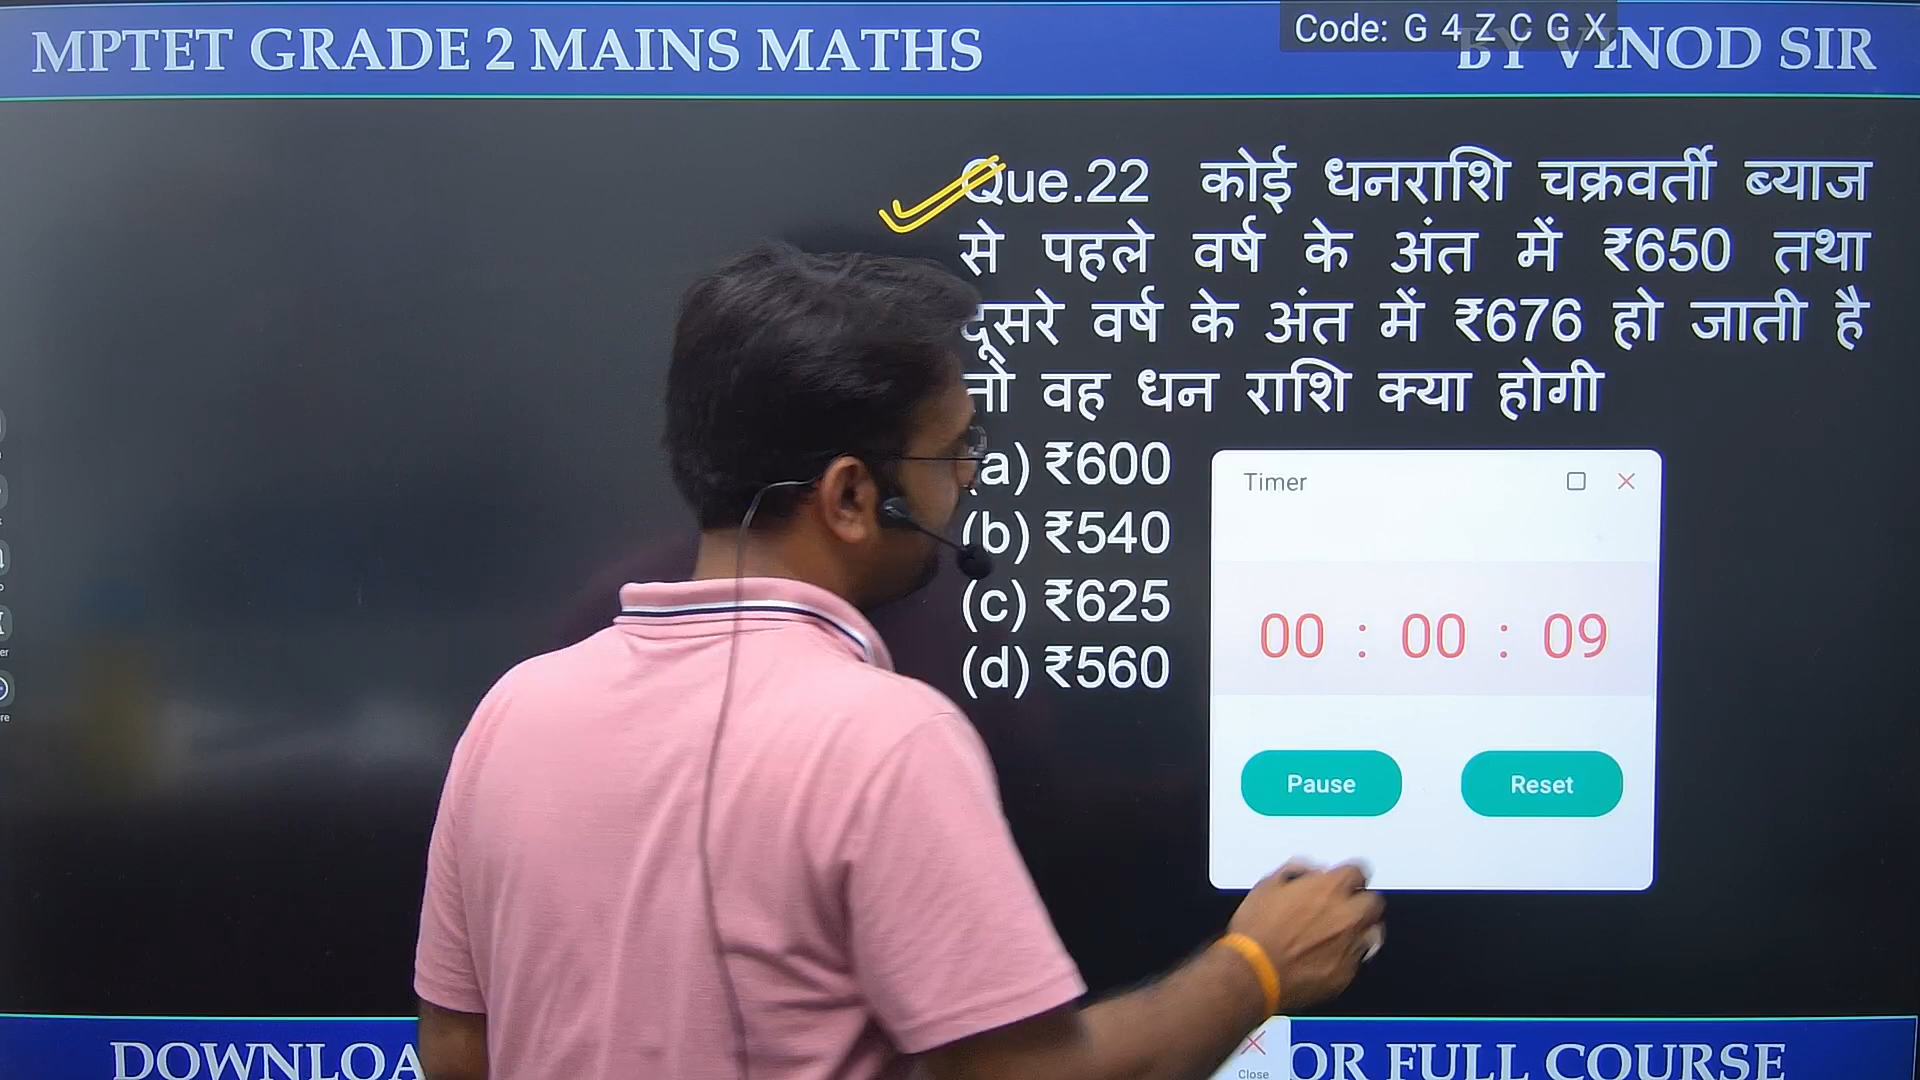 MPTET GRADE 2 MAINS MATHS
Code: G 4 Z C G X
BY VINOD SIR
Que.22 कोई धनराशि चक्रवर्ती ब्याज
से पहले वर्ष के अंत में ₹650 तथा
दूसरे वर्ष के अंत में ₹676 हो जाती है
तो वह धन राशि क्या होगी
(a) ₹600
(b) ₹540
(c) ₹625
(d) ₹560
Timer
00 : 00 : 09
Pause
Reset
Close
DOWNLOA
OR FULL COURSE